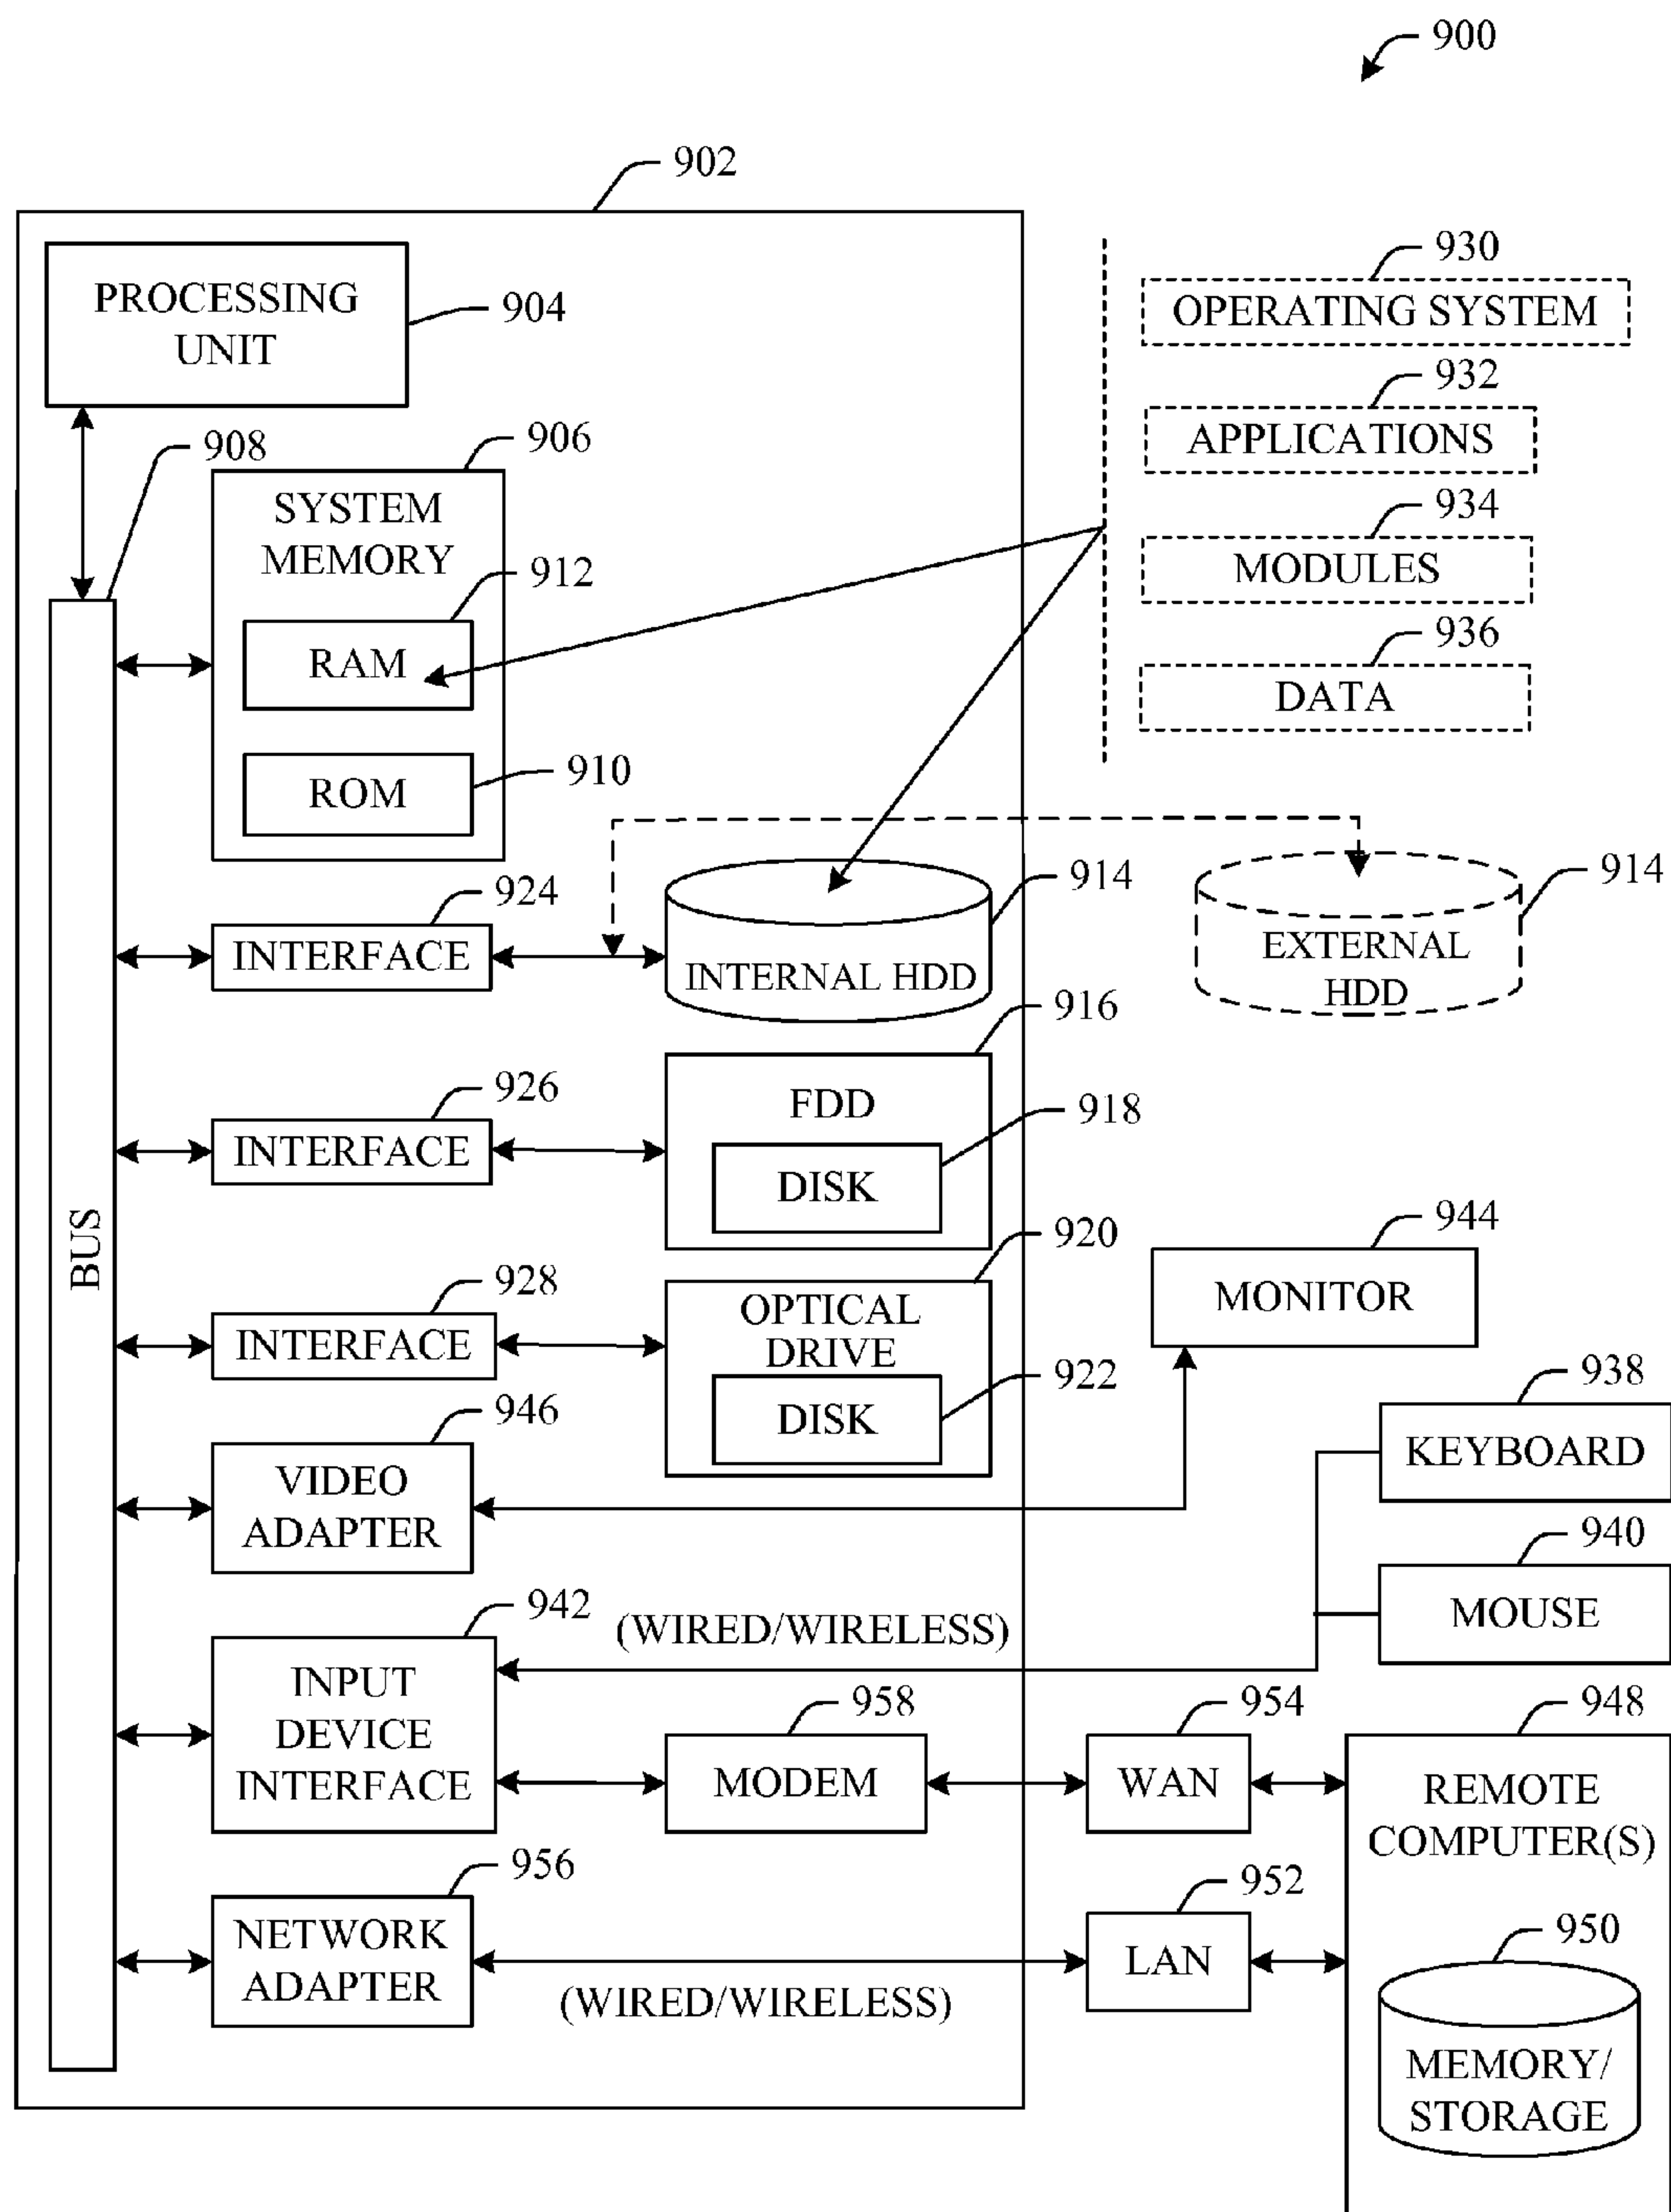 900
902
930
PROCESSING
UNIT
904
OPERATING SYSTEM
932
APPLICATIONS
908
906
SYSTEM
MEMORY
934
MODULES
912
RAM
936
DATA
910
ROM
924
INTERFACE
914
INTERNAL HDD
914
EXTERNAL
HDD
916
FDD
926
INTERFACE
918
DISK
BUS
920
944
MONITOR
928
INTERFACE
OPTICAL
DRIVE
922
DISK
938
KEYBOARD
946
VIDEO
ADAPTER
940
MOUSE
942
(WIRED/WIRELESS)
INPUT
DEVICE
INTERFACE
958
MODEM
954
WAN
948
REMOTE
COMPUTER(S)
956
NETWORK
ADAPTER
(WIRED/WIRELESS)
952
LAN
950
MEMORY/
STORAGE